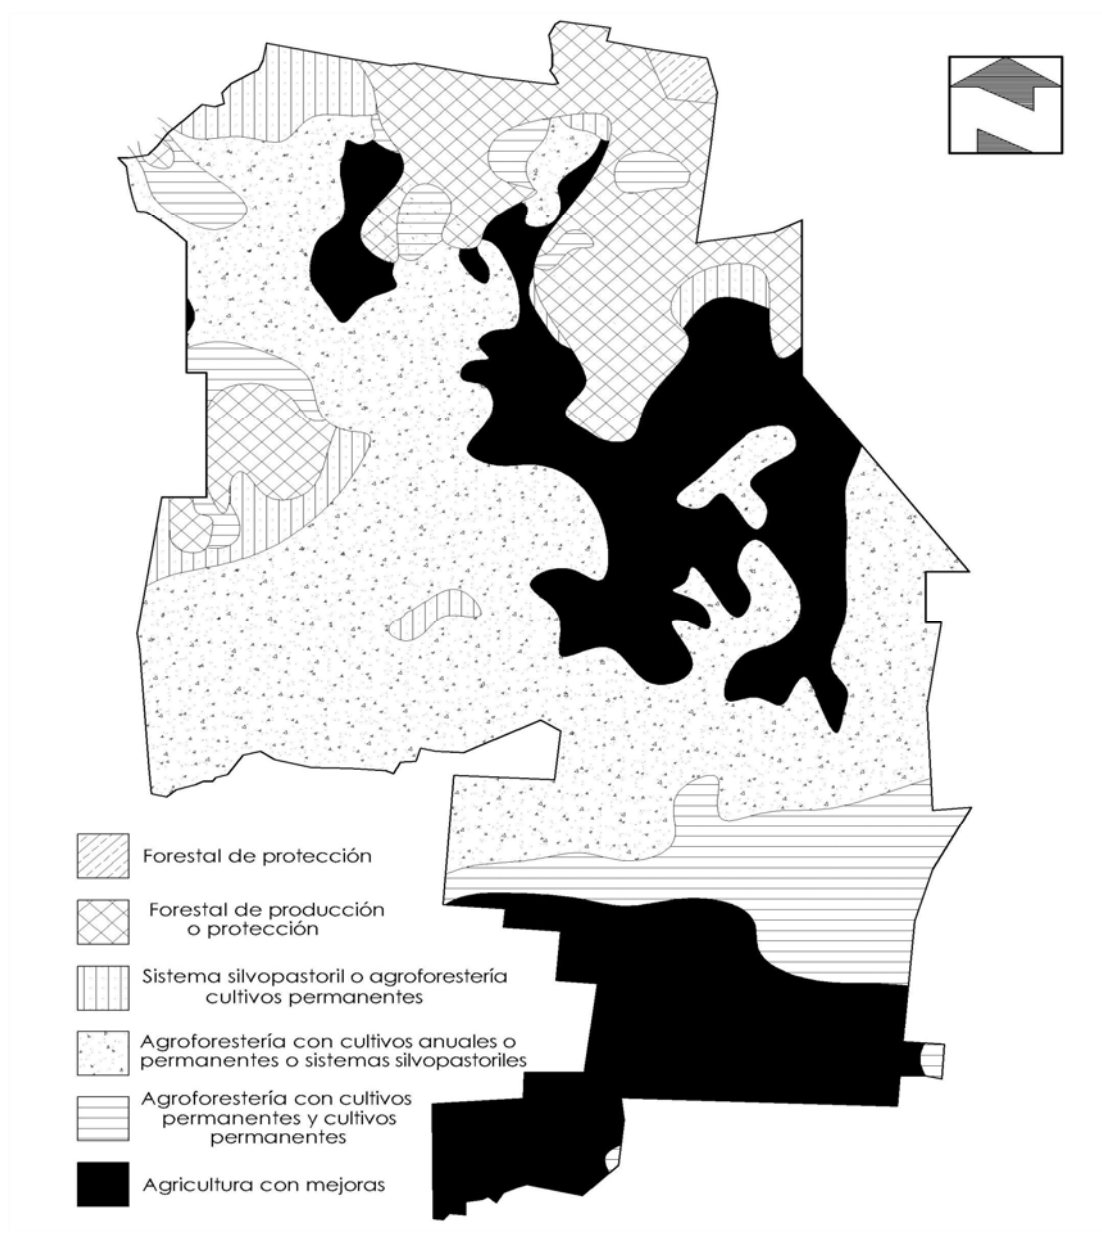 Forestal de protección
Forestal de producción
o protección
Sistema silvopastoril o agroforestería
cultivos permanentes
Agroforestería con cultivos anuales o
permanentes o sistemas silvopastoriles
Agroforestería con cultivos
permanentes y cultivos
permanentes
Agricultura con mejoras